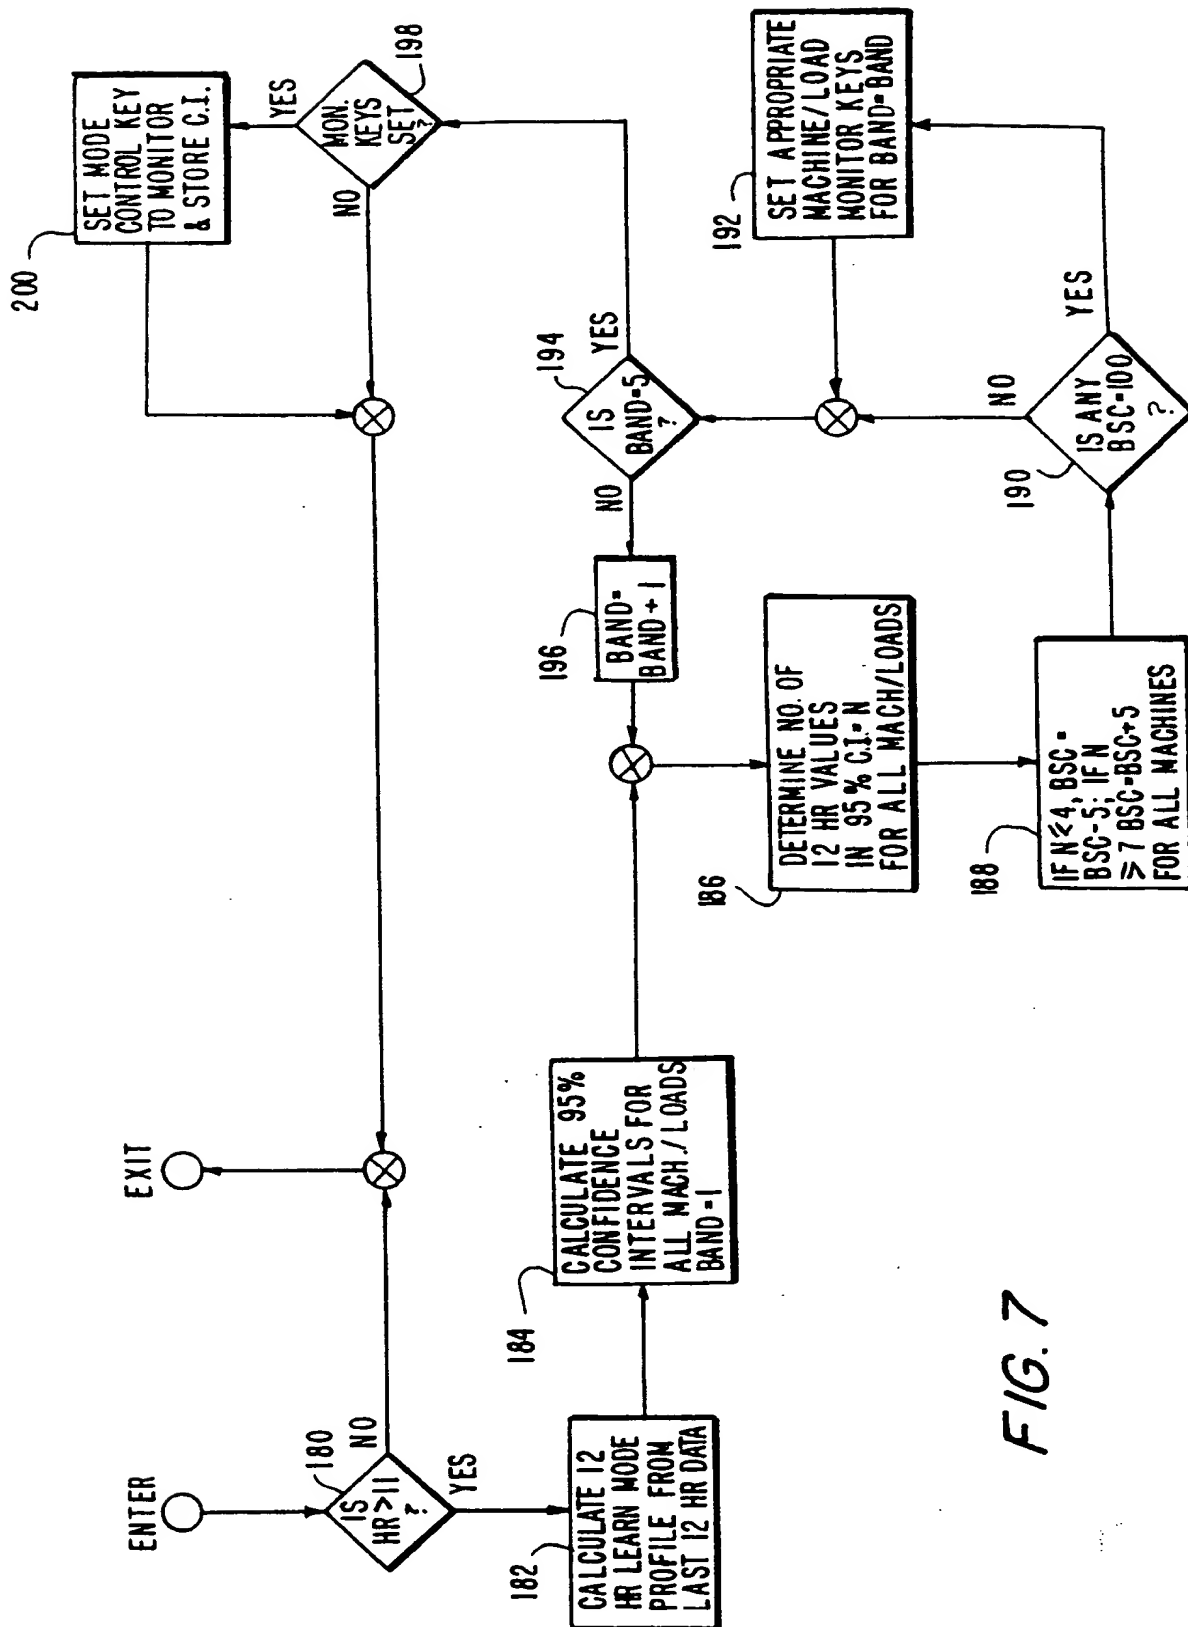 ENTER
EXIT
IS
HR>11
?
180
NO
YES
CALCULATE 12
HR LEARN MODE
PROFILE FROM
LAST 12 HR DATA
182
CALCULATE 95%
CONFIDENCE
INTERVALS FOR
ALL MACH./LOADS
BAND=1
184
DETERMINE NO. OF
12 HR VALUES
IN 95% C.I.=N
FOR ALL MACH/LOADS
186
IF N≤4, BSC=
BSC-5; IF N
≥7 BSC=BSC+5
FOR ALL MACHINES
188
IS ANY
BSC=100
?
190
NO
YES
SET APPROPRIATE
MACHINE/LOAD
MONITOR KEYS
FOR BAND=BAND
192
IS
BAND=5
?
194
NO
YES
BAND=
BAND + 1
196
MON.
KEYS
SET
?
198
NO
YES
SET MODE
CONTROL KEY
TO MONITOR
& STORE C.I.
200
FIG. 7